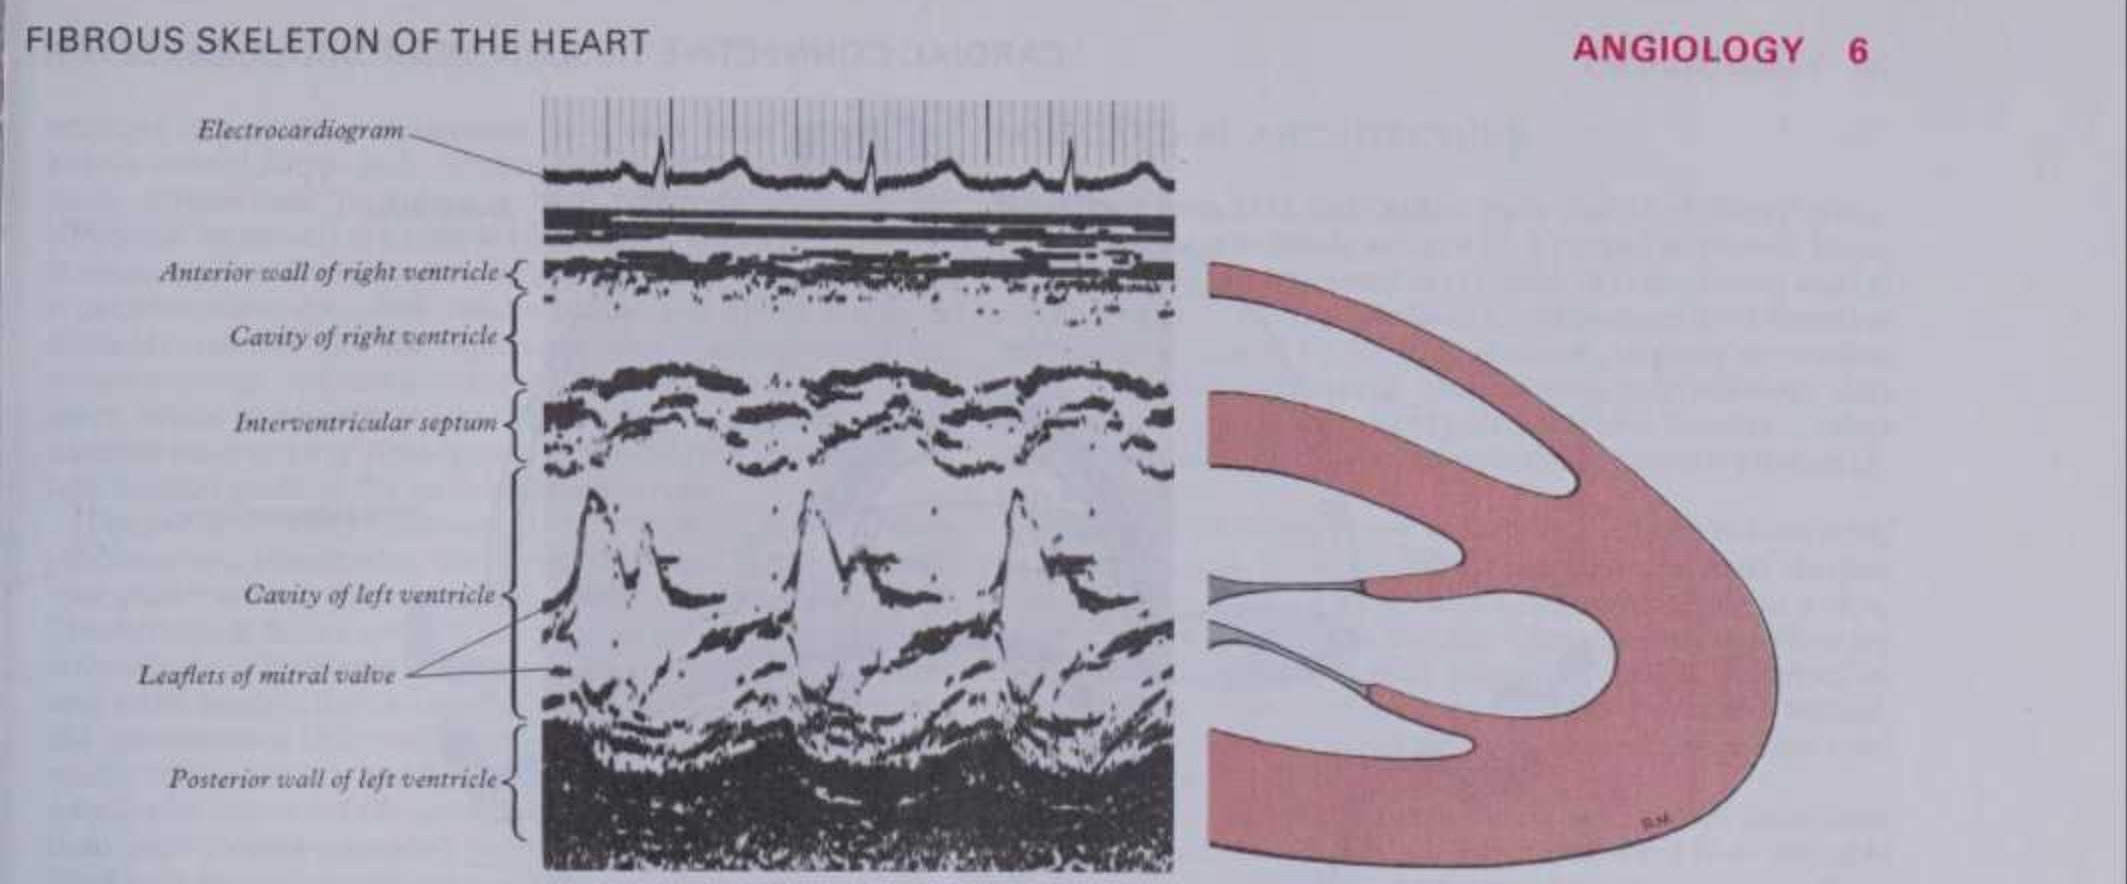 FIBROUS SKELETON OF THE HEART
ANGIOLOGY 6
Electrocardiogram
Anterior wall of right ventricle
Cavity of right ventricle
Interventricular septum
Cavity of left ventricle
Leaflets of mitral valve
Posterior wall of left ventricle
R.M.